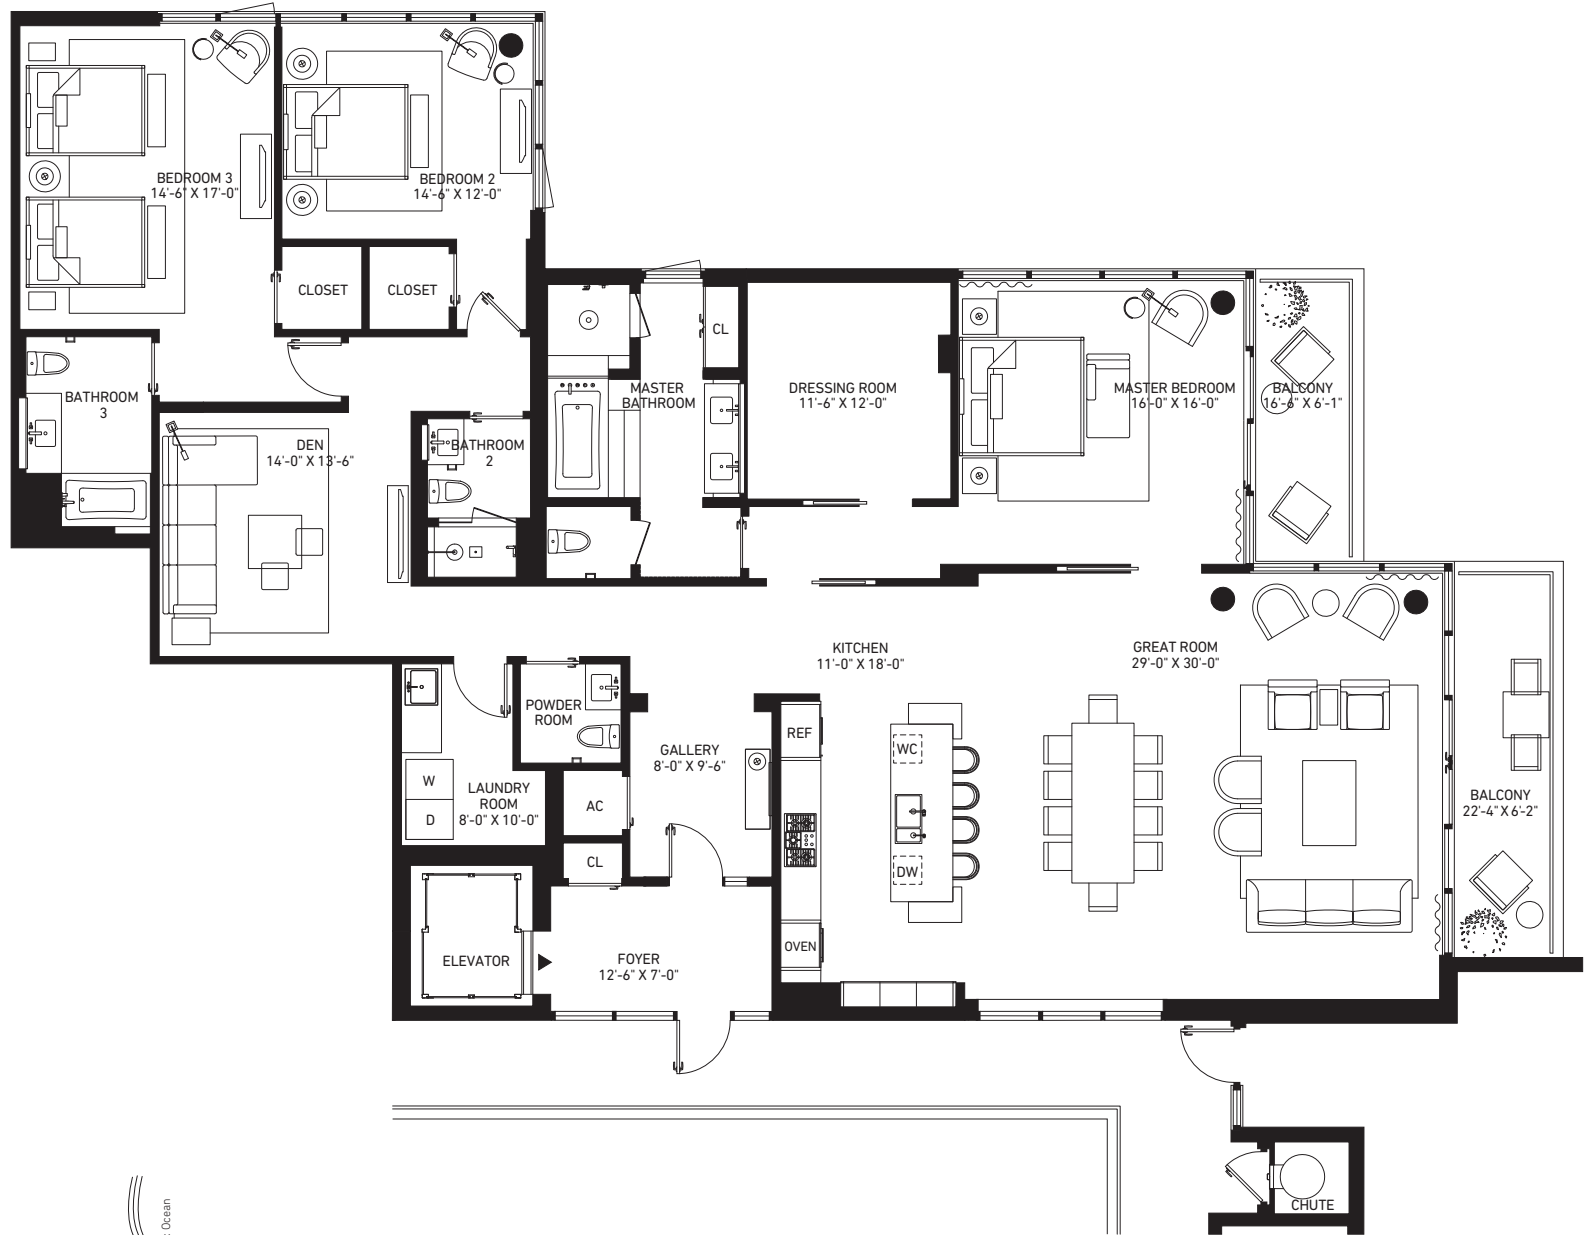 BEDROOM 3
14'-6" X 17'-0"
BEDROOM 2
14'-6" X 12'-0"
CLOSET
CLOSET
CL
BATHROOM
3
MASTER
BATHROOM
DRESSING ROOM
11'-6" X 12'-0"
MASTER BEDROOM
16'-0" X 16'-0"
BALCONY
16'-6" X 6'-1"
DEN
14'-0" X 13'-6"
BATHROOM
2
KITCHEN
11'-0" X 18'-0"
GREAT ROOM
29'-0" X 30'-0"
POWDER
ROOM
REF
WC
GALLERY
8'-0" X 9'-6"
W
D
LAUNDRY
ROOM
8'-0" X 10'-0"
AC
BALCONY
22'-4" X 6'-2"
CL
DW
OVEN
ELEVATOR
FOYER
12'-6" X 7'-0"
CHUTE
Ocean